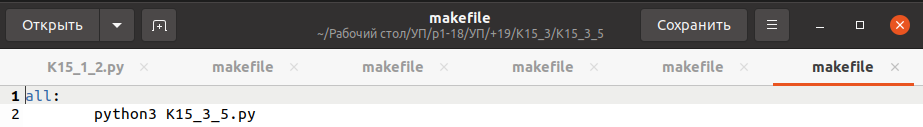 Открыть
makefile
~/Рабочий стол/УП/р1-18/УП/+19/K15_3/K15_3_5
Сохранить
K15_1_2.py
makefile
makefile
makefile
makefile
makefile
1 all:
2 python3 K15_3_5.py